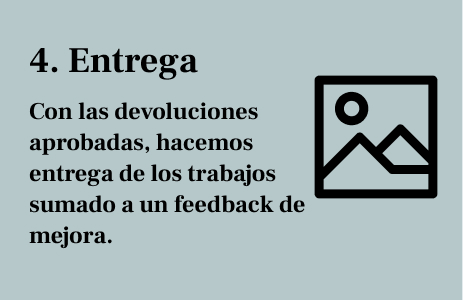 4. Entrega
Con las devoluciones
aprobadas, hacemos
entrega de los trabajos
sumado a un feedback de
mejora.